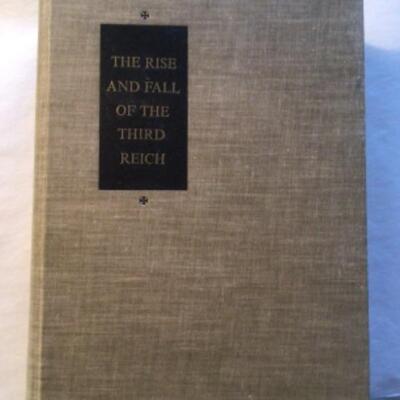 THE RISE
AND FALL
OF THE
THIRD
REICH